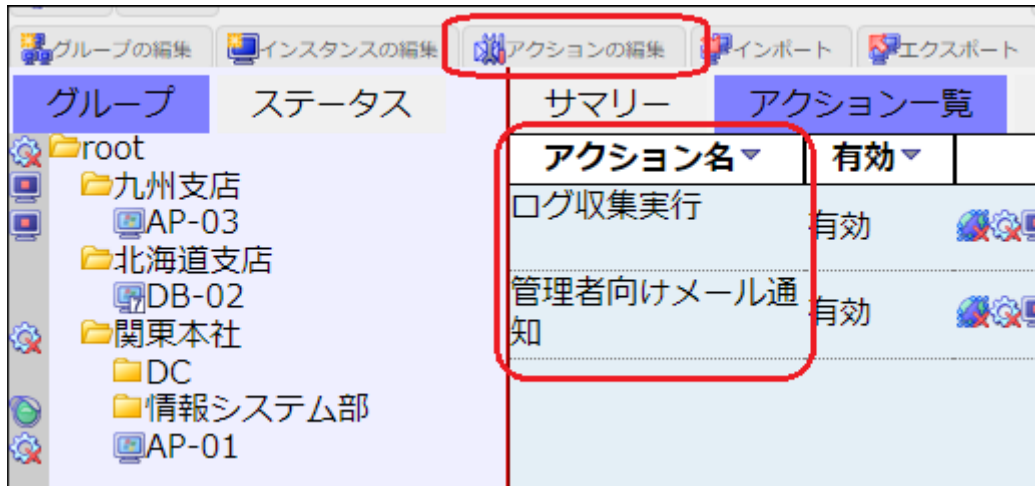 グループの編集 インスタンスの編集 アクションの編集 インポート エクスポート
グループ ステータス
root
九州支店
AP-03
北海道支店
DB-02
関東本社
DC
情報システム部
AP-01
サマリー アクション一覧
アクション名 有効
ログ収集実行 有効
管理者向けメール通
知 有効